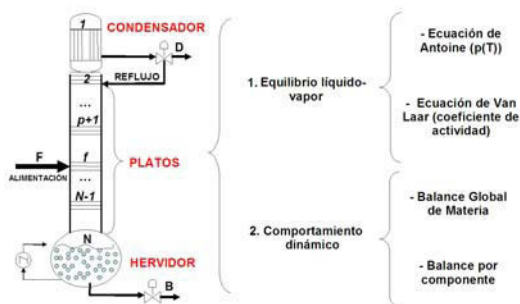 1
CONDENSADOR
D
REFLUJO
2
...
p+1
F
ALIMENTACIÓN
f
...
N-1
PLATOS
N
HERVIDOR
B
1. Equilibrio líquido-
vapor
- Ecuación de
Antoine (p(T))
- Ecuación de Van
Laar (coeficiente de
actividad)
2. Comportamiento
dinámico
- Balance Global
de Materia
- Balance por
componente